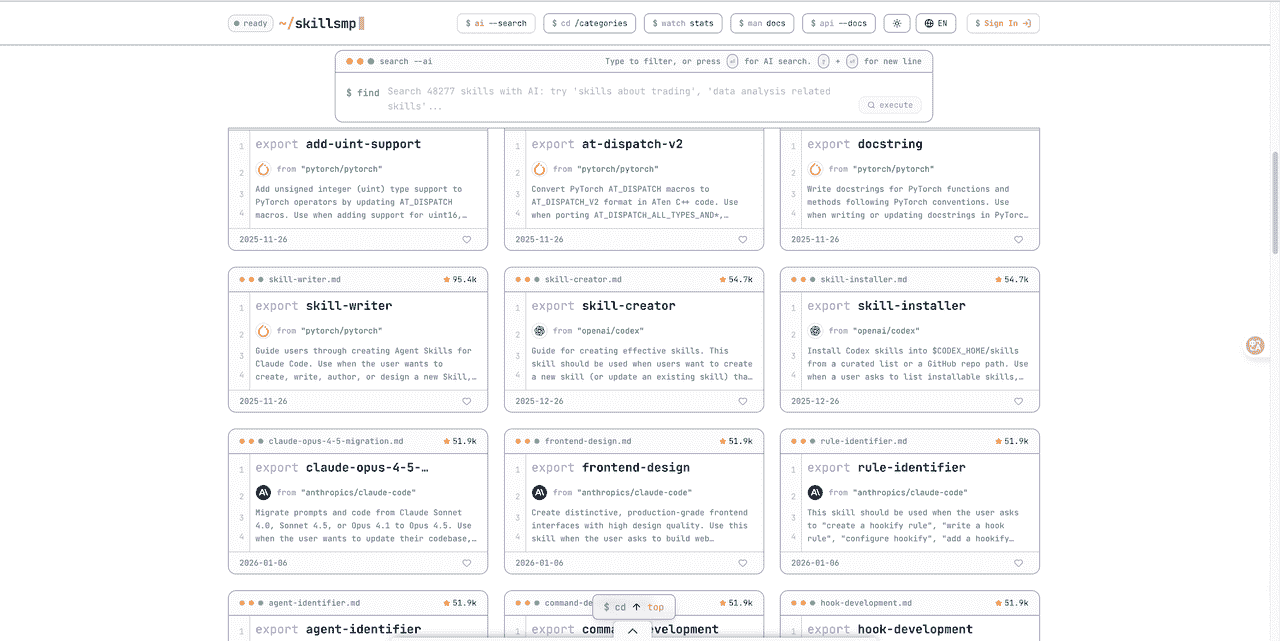 ready ~/skillsmp $ ai --search $ cd /categories $ watch stats $ man docs $ api --docs EN $ Sign In
search --ai Type to filter, or press ⏎ for AI search. ⇧ + ⏎ for new line
$ find Search 48277 skills with AI: try 'skills about trading', 'data analysis related
skills'...
execute
1 export add-uint-support
2 from "pytorch/pytorch"
3 Add unsigned integer (uint) type support to
PyTorch operators by updating AT_DISPATCH
4 macros. Use when adding support for uint16,…
2025-11-26
1 export at-dispatch-v2
2 from "pytorch/pytorch"
3 Convert PyTorch AT_DISPATCH macros to
AT_DISPATCH_V2 format in ATen C++ code. Use
4 when porting AT_DISPATCH_ALL_TYPES_AND*,…
2025-11-26
1 export docstring
2 from "pytorch/pytorch"
3 Write docstrings for PyTorch functions and
methods following PyTorch conventions. Use
4 when writing or updating docstrings in PyTorc…
2025-11-26
skill-writer.md 95.4k
1 export skill-writer
2 from "pytorch/pytorch"
3 Guide users through creating Agent Skills for
Claude Code. Use when the user wants to
4 create, write, author, or design a new Skill,…
2025-11-26
skill-creator.md 54.7k
1 export skill-creator
2 from "openai/codex"
3 Guide for creating effective skills. This
skill should be used when users want to create
4 a new skill (or update an existing skill) tha…
2025-12-26
skill-installer.md 54.7k
1 export skill-installer
2 from "openai/codex"
3 Install Codex skills into $CODEX_HOME/skills
from a curated list or a GitHub repo path. Use
4 when a user asks to list installable skills,…
2025-12-26
claude-opus-4-5-migration.md 51.9k
1 export claude-opus-4-5-…
2 from "anthropics/claude-code"
3 Migrate prompts and code from Claude Sonnet
4.0, Sonnet 4.5, or Opus 4.1 to Opus 4.5. Use
4 when the user wants to update their codebase,…
2026-01-06
frontend-design.md 51.9k
1 export frontend-design
2 from "anthropics/claude-code"
3 Create distinctive, production-grade frontend
interfaces with high design quality. Use this
4 skill when the user asks to build web…
2026-01-06
rule-identifier.md 51.9k
1 export rule-identifier
2 from "anthropics/claude-code"
3 This skill should be used when the user asks
to "create a hookify rule", "write a hook
4 rule", "configure hookify", "add a hookify…
2026-01-06
agent-identifier.md 51.9k
1 export agent-identifier
51.9k
1 export
hook-development.md 51.9k
1 export hook-development
$ cd ↑ top